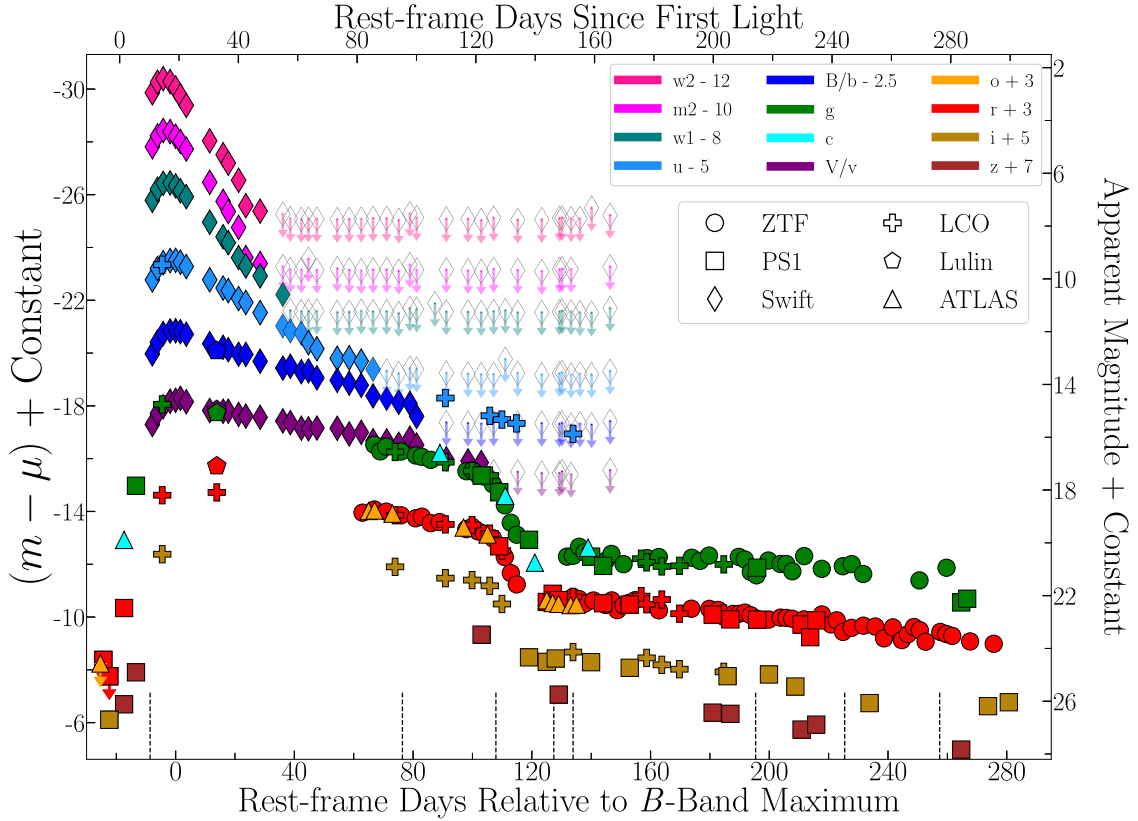 Rest-frame Days Since First Light
0 40 80 120 160 200 240 280
w2 - 12
m2 - 10
w1 - 8
u - 5
B/b - 2.5
g
c
V/v
o + 3
r + 3
i + 5
z + 7
ZTF
PS1
Swift
LCO
Lulin
ATLAS
(m − μ) + Constant
-30
-26
-22
-18
-14
-10
-6
2
6
10
14
18
22
26
Apparent Magnitude + Constant
0 40 80 120 160 200 240 280
Rest-frame Days Relative to B-Band Maximum